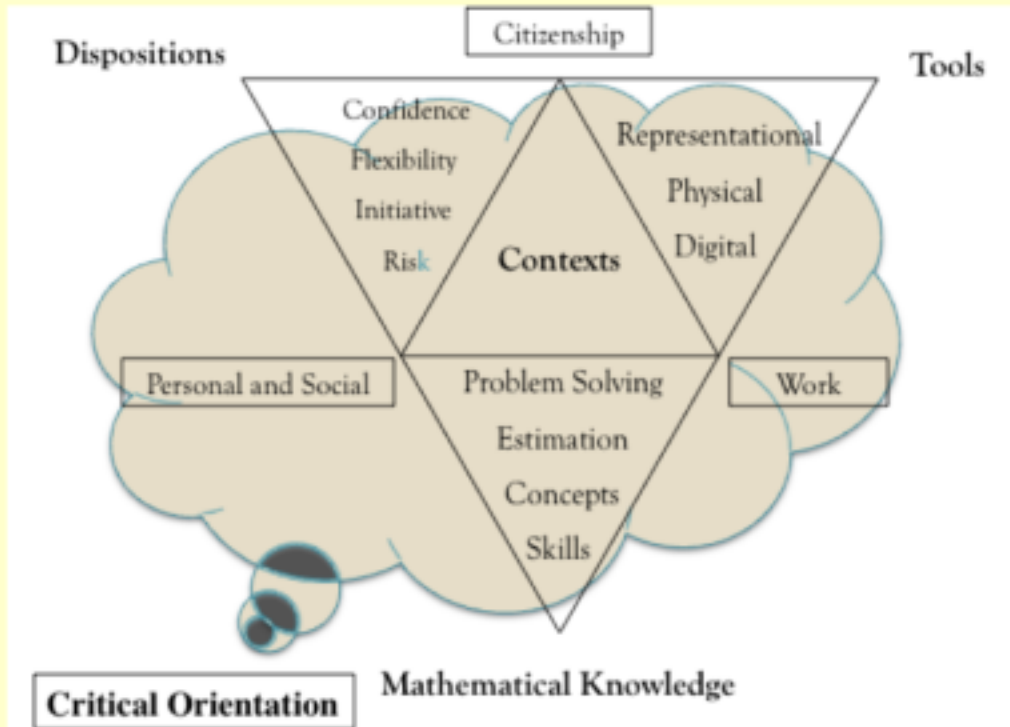 Citizenship
Dispositions
Tools
Confidence
Flexibility
Initiative
Risk
Representational
Physical
Digital
Contexts
Personal and Social
Work
Problem Solving
Estimation
Concepts
Skills
Mathematical Knowledge
Critical Orientation